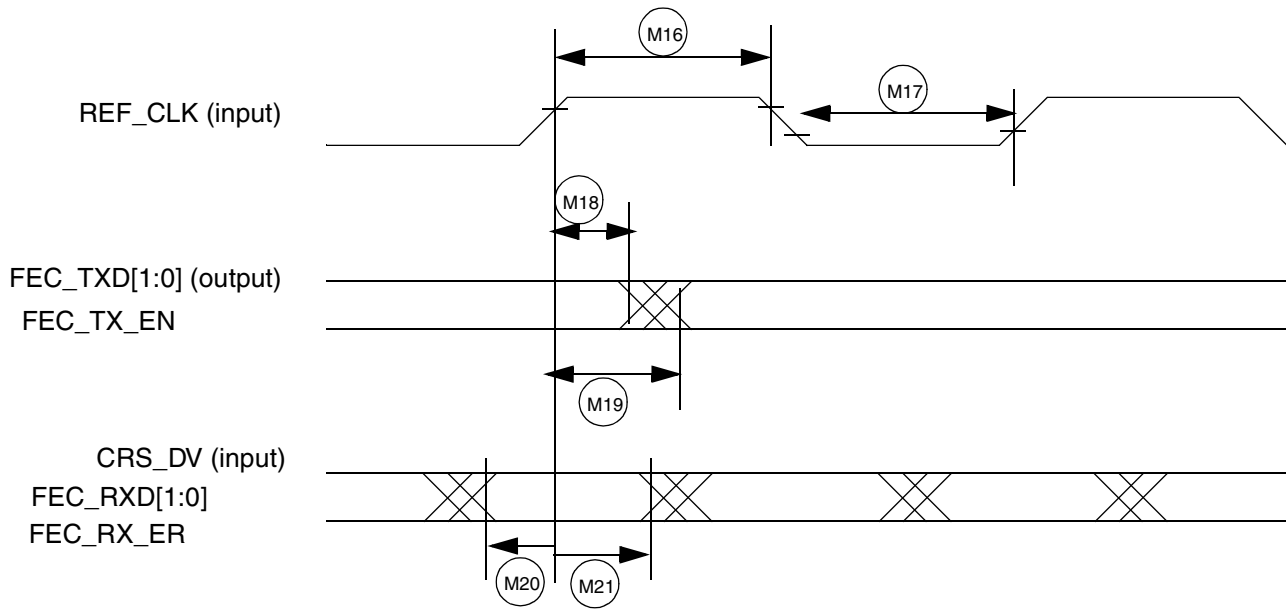 M16
REF_CLK (input)
M17
M18
FEC_TXD[1:0] (output)
FEC_TX_EN
M19
CRS_DV (input)
FEC_RXD[1:0]
FEC_RX_ER
M20
M21